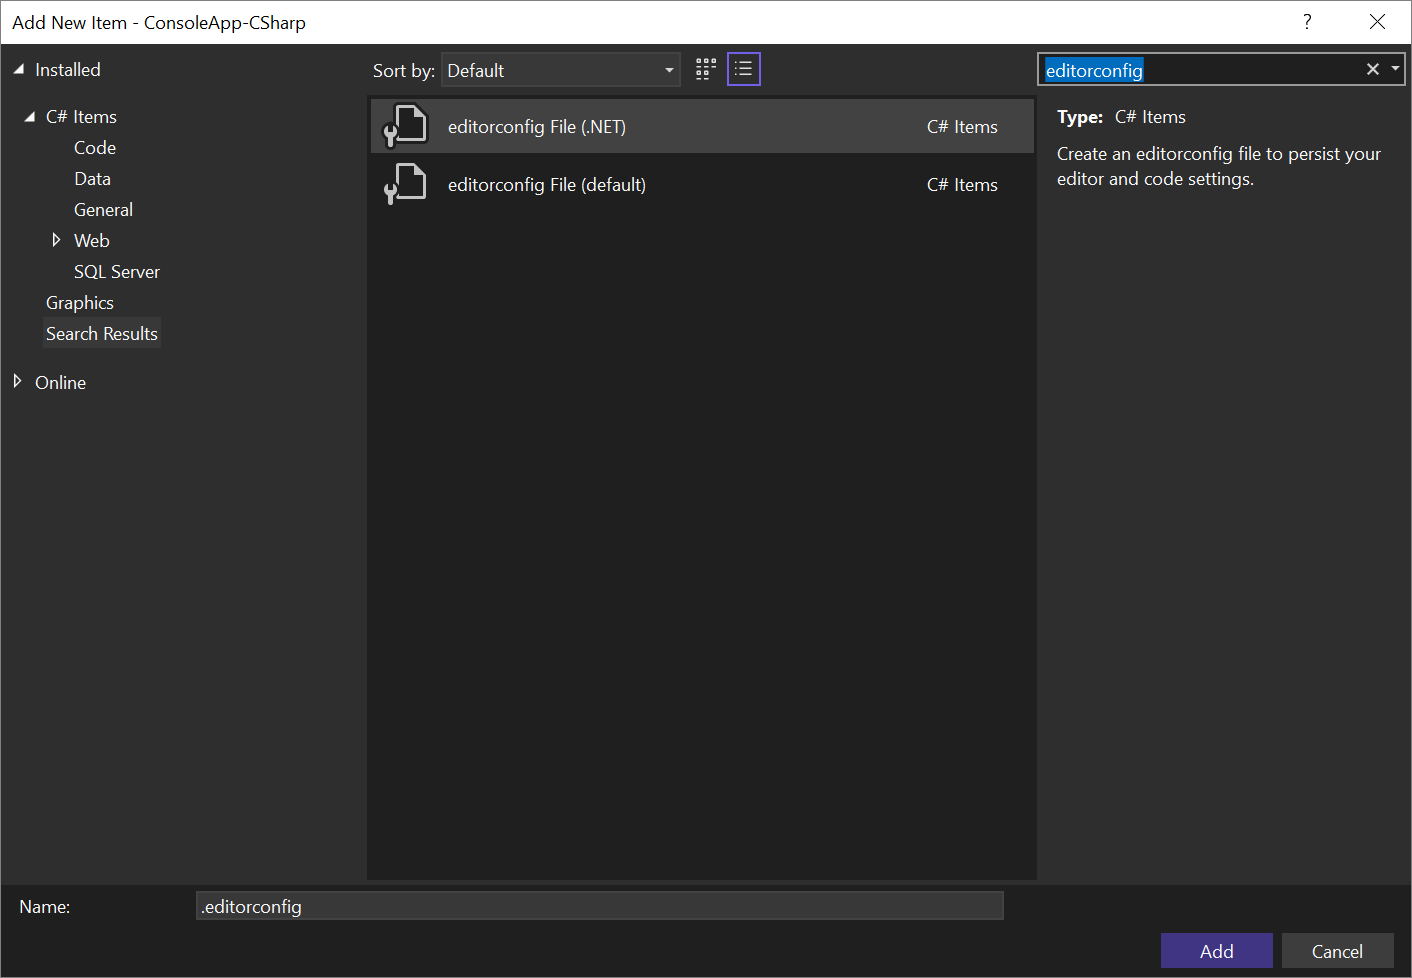 Add New Item - ConsoleApp-CSharp
?
Installed
C# Items
Code
Data
General
Web
SQL Server
Graphics
Search Results
Online
Sort by: Default
editorconfig File (.NET) C# Items
editorconfig File (default) C# Items
editorconfig
Type: C# Items
Create an editorconfig file to persist your
editor and code settings.
Name: .editorconfig
Add Cancel